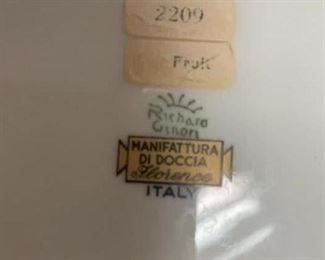 2209
Fruit
Richard
Ginori
MANIFATTURA
DI DOCCIA
Florence
ITALY